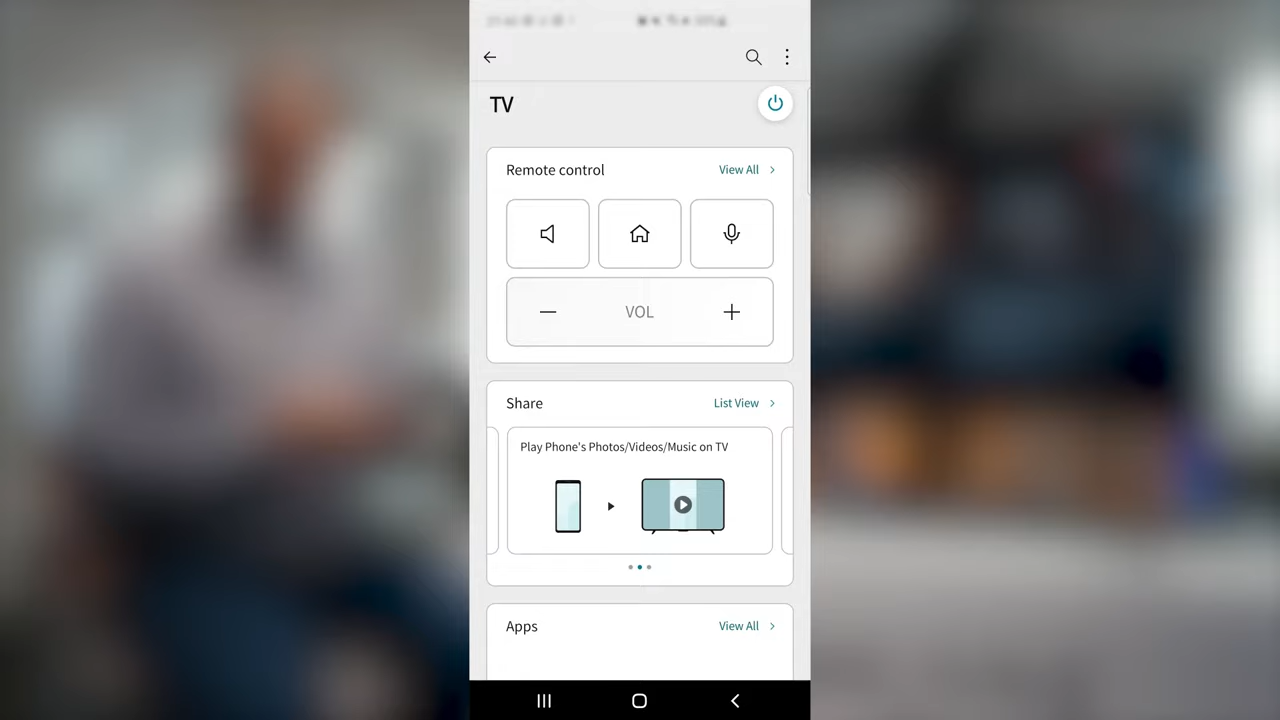 TV
Remote control
View All
VOL
Share
List View
Play Phone's Photos/Videos/Music on TV
Apps
View All